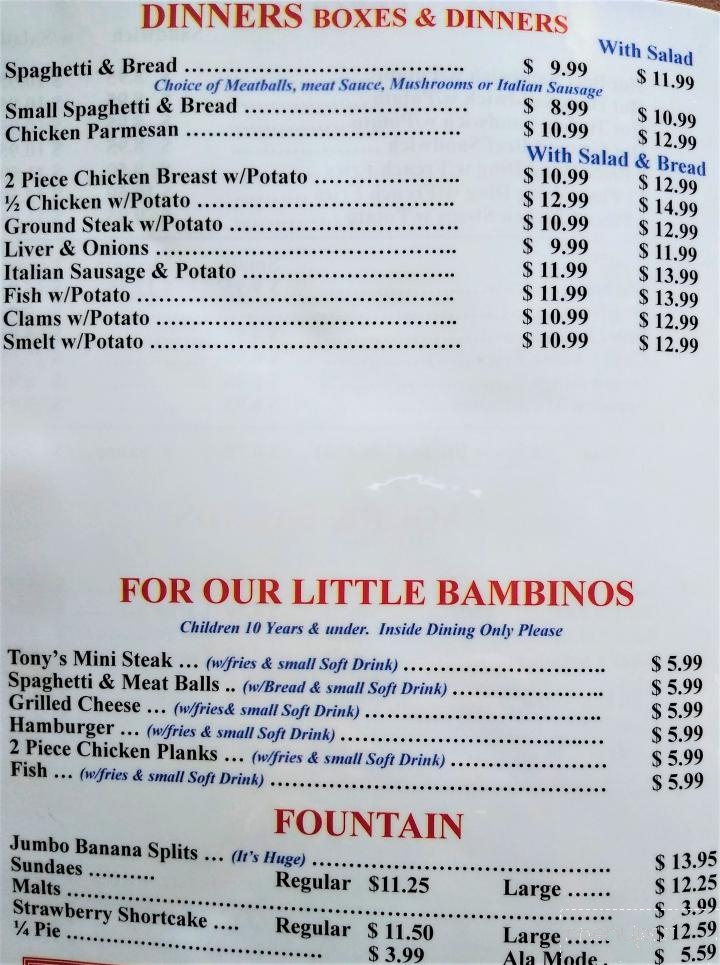 DINNERS BOXES & DINNERS
With Salad
Spaghetti & Bread .......................................... $ 9.99 $ 11.99
Choice of Meatballs, meat Sauce, Mushrooms or Italian Sausage
Small Spaghetti & Bread ................................ $ 8.99 $ 10.99
Chicken Parmesan .......................................... $ 10.99 $ 12.99
With Salad & Bread
2 Piece Chicken Breast w/Potato ...................... $ 10.99 $ 12.99
½ Chicken w/Potato ........................................ $ 12.99 $ 14.99
Ground Steak w/Potato ................................... $ 10.99 $ 12.99
Liver & Onions .............................................. $ 9.99 $ 11.99
Italian Sausage & Potato ................................. $ 11.99 $ 13.99
Fish w/Potato ................................................. $ 11.99 $ 13.99
Clams w/Potato .............................................. $ 10.99 $ 12.99
Smelt w/Potato ............................................... $ 10.99 $ 12.99
FOR OUR LITTLE BAMBINOS
Children 10 Years & under. Inside Dining Only Please
Tony's Mini Steak ... (w/fries & small Soft Drink) ............................... $ 5.99
Spaghetti & Meat Balls .. (w/Bread & small Soft Drink) ....................... $ 5.99
Grilled Cheese ... (w/fries& small Soft Drink) ................................... $ 5.99
Hamburger ... (w/fries & small Soft Drink) ........................................ $ 5.99
2 Piece Chicken Planks ... (w/fries & small Soft Drink) ........................ $ 5.99
Fish ... (w/fries & small Soft Drink) .................................................. $ 5.99
FOUNTAIN
Jumbo Banana Splits ... (It's Huge) ................................................ $ 13.95
Sundaes .......... Regular $11.25 Large ...... $ 12.25
Malts ............................................................................. $ 3.99
Strawberry Shortcake .... Regular $ 11.50 Large ...... $ 12.59
¼ Pie ........................................ $ 3.99 Ala Mode . $ 5.59